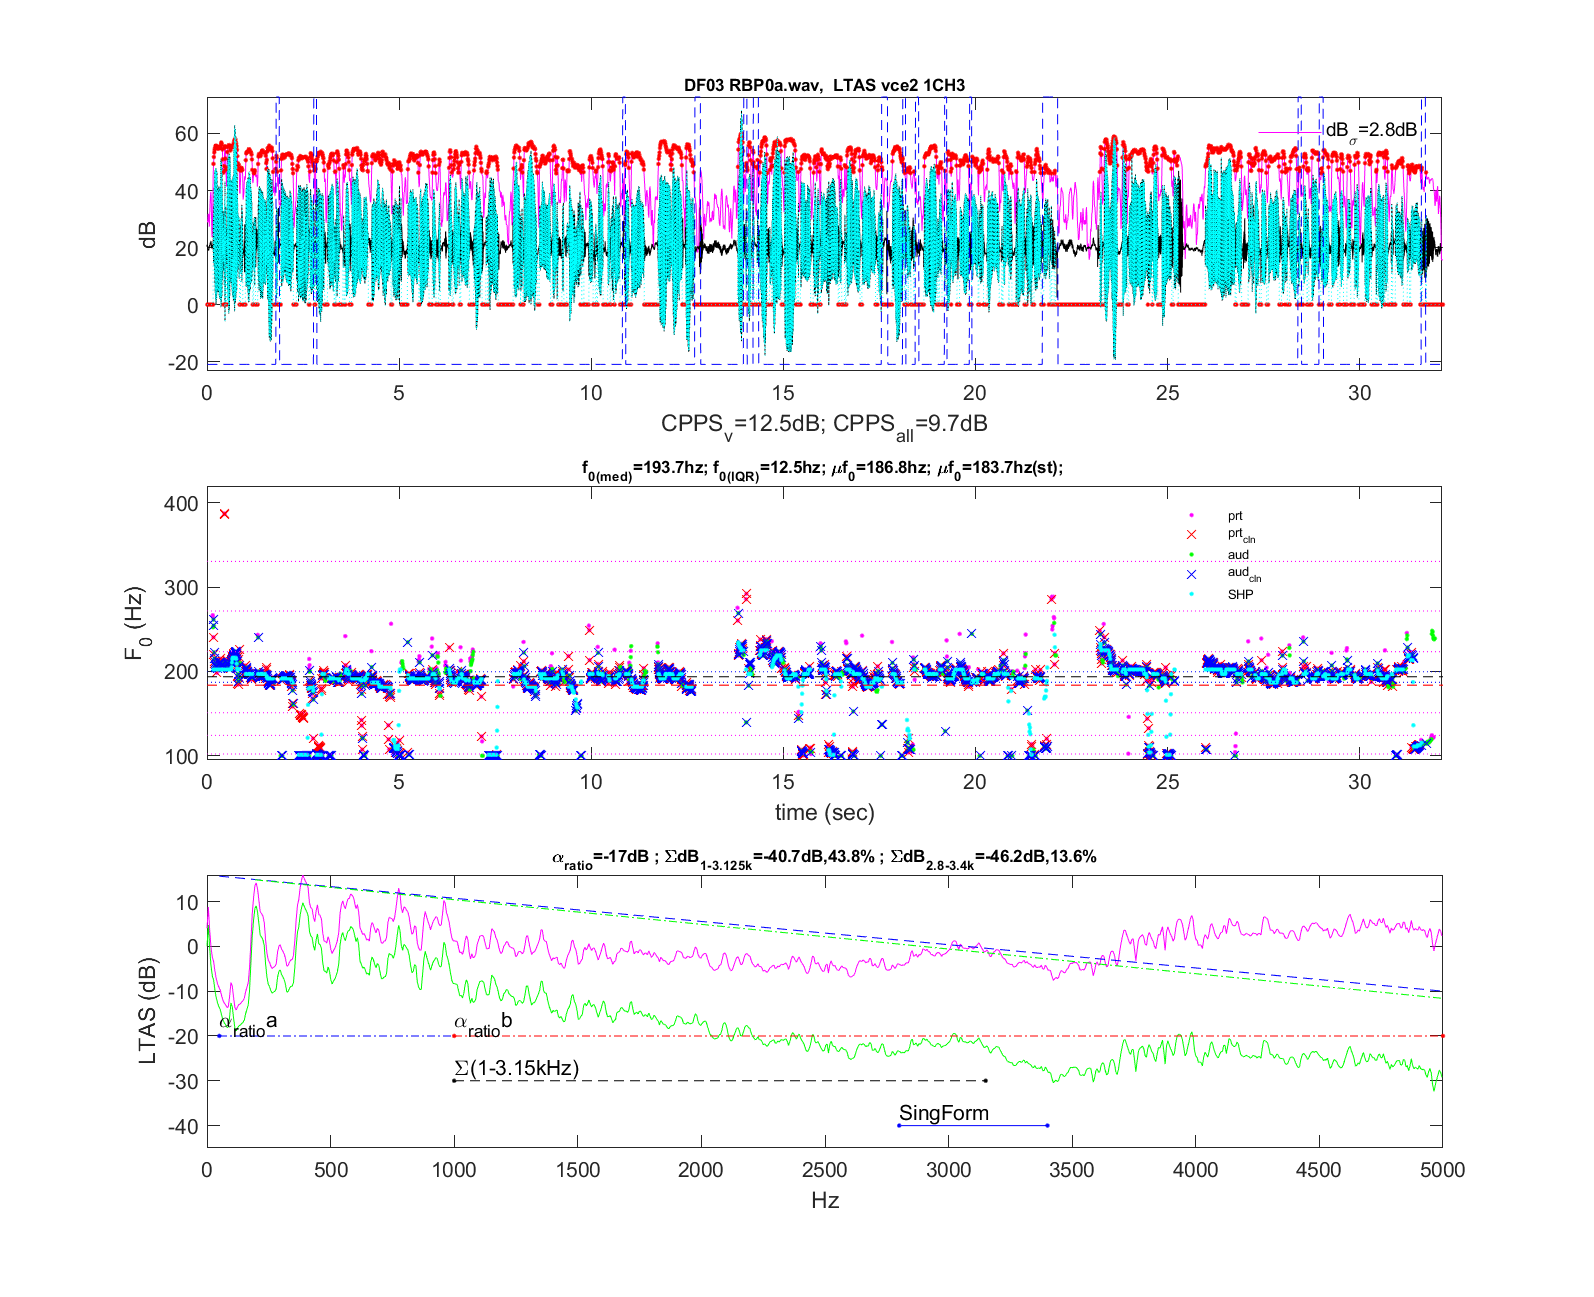 DF03 RBP0a.wav,  LTAS vce2 1CH3
dBσ=2.8dB
60
40
20
0
-20
dB
0 5 10 15 20 25 30
CPPSv=12.5dB; CPPSall=9.7dB
f0(med)=193.7hz; f0(IQR)=12.5hz; μf0=186.8hz; μf0=183.7hz(st);
400
300
200
100
F0 (Hz)
prt
prtcln
aud
audcln
SHP
0 5 10 15 20 25 30
time (sec)
αratio=-17dB ; ΣdB1-3.125k=-40.7dB,43.8% ; ΣdB2.8-3.4k=-46.2dB,13.6%
10
0
-10
-20
-30
-40
LTAS (dB)
αratioa
αratiob
Σ(1-3.15kHz)
SingForm
0 500 1000 1500 2000 2500 3000 3500 4000 4500 5000
Hz